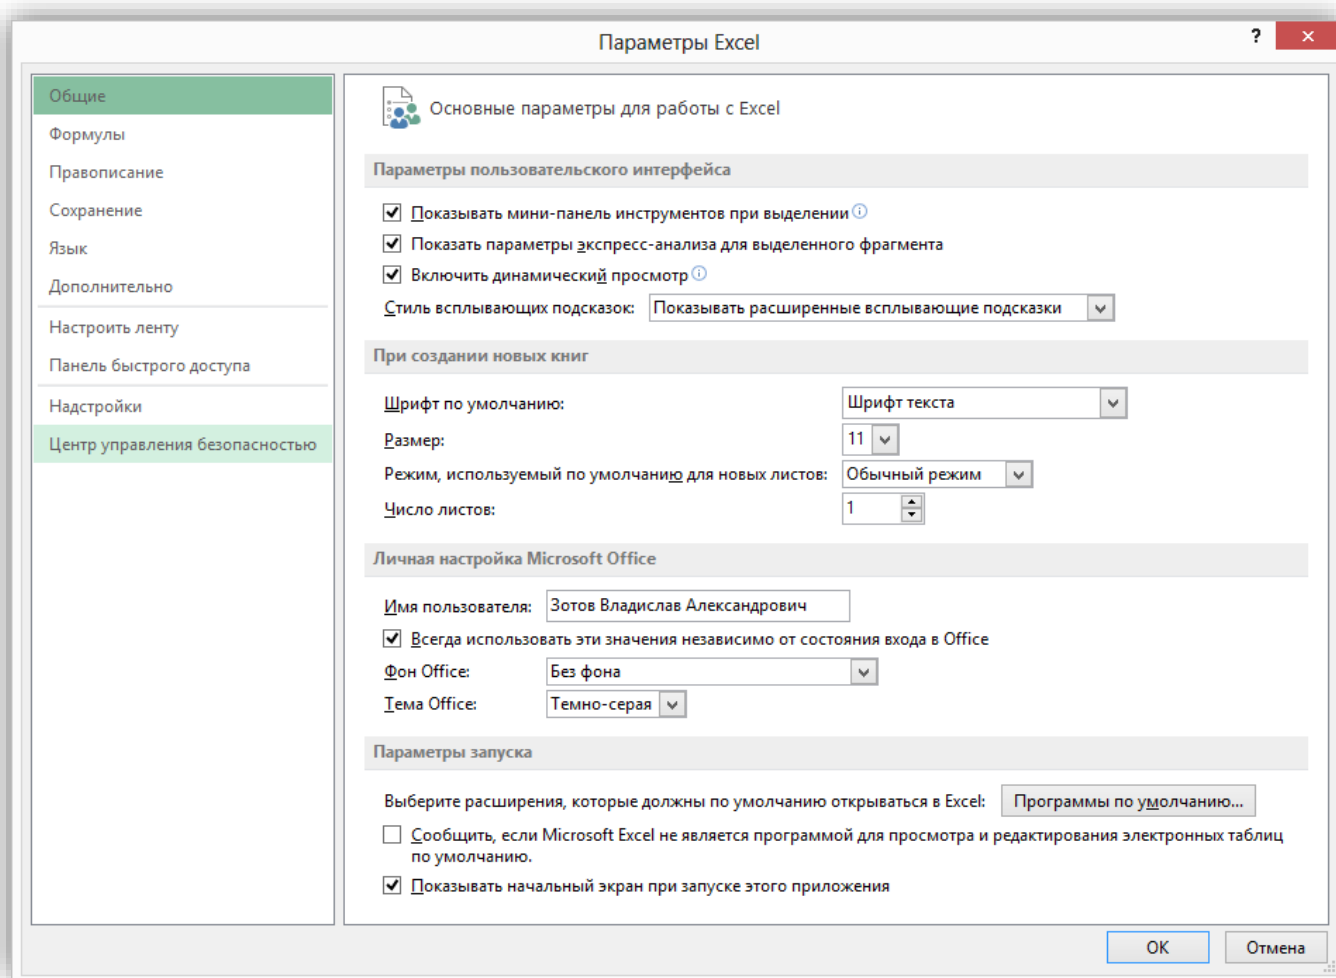 Параметры Excel
?
Общие
Формулы
Правописание
Сохранение
Язык
Дополнительно
Настроить ленту
Панель быстрого доступа
Надстройки
Центр управления безопасностью
Основные параметры для работы с Excel
Параметры пользовательского интерфейса
Показывать мини-панель инструментов при выделении
Показать параметры экспресс-анализа для выделенного фрагмента
Включить динамический просмотр
Стиль всплывающих подсказок: Показывать расширенные всплывающие подсказки
При создании новых книг
Шрифт по умолчанию: Шрифт текста
Размер: 11
Режим, используемый по умолчанию для новых листов: Обычный режим
Число листов: 1
Личная настройка Microsoft Office
Имя пользователя: Зотов Владислав Александрович
Всегда использовать эти значения независимо от состояния входа в Office
Фон Office: Без фона
Тема Office: Темно-серая
Параметры запуска
Выберите расширения, которые должны по умолчанию открываться в Excel: Программы по умолчанию...
Сообщить, если Microsoft Excel не является программой для просмотра и редактирования электронных таблиц
по умолчанию.
Показывать начальный экран при запуске этого приложения
ОК Отмена